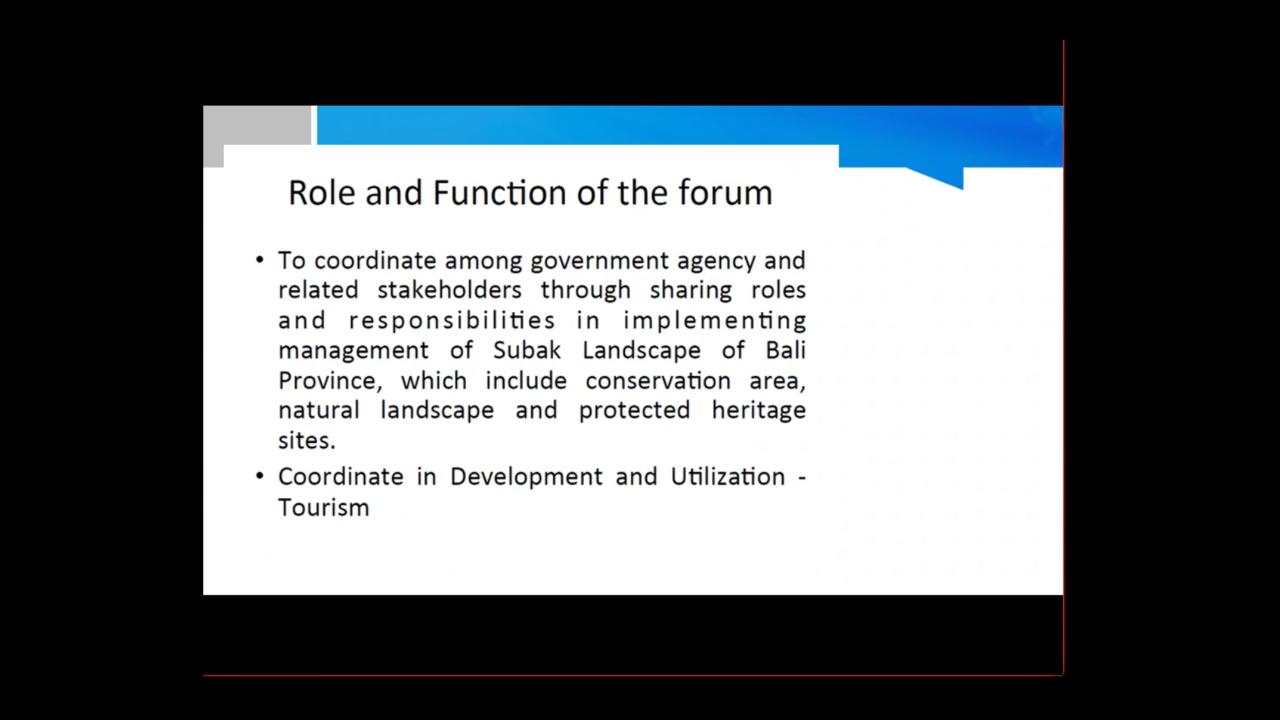 Role and Function of the forum
• To coordinate among government agency and
related stakeholders through sharing roles
and responsibilities in implementing
management of Subak Landscape of Bali
Province, which include conservation area,
natural landscape and protected heritage
sites.
• Coordinate in Development and Utilization -
Tourism